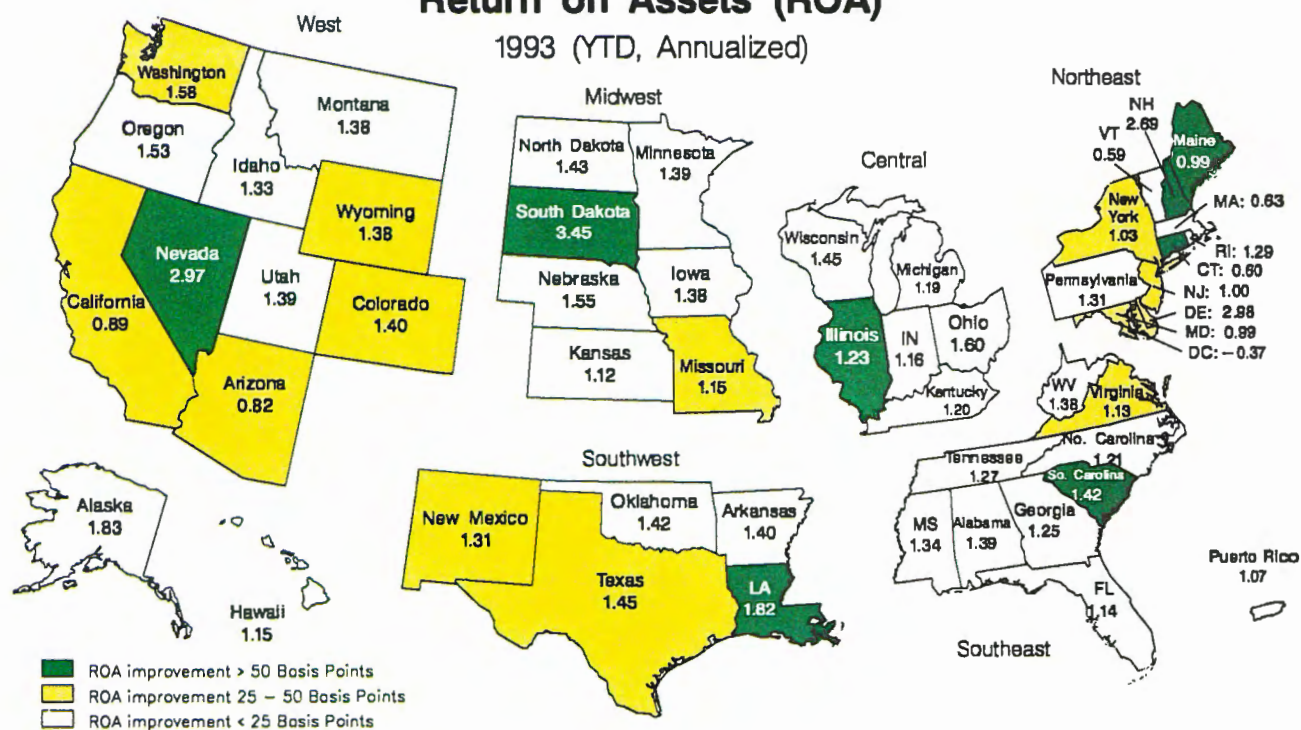 Return on Assets (ROA)
1993 (YTD, Annualized)
West
Washington
1.58
Oregon
1.53
Montana
1.38
Idaho
1.33
Wyoming
1.38
Nevada
2.97
Utah
1.39
California
0.89
Colorado
1.40
Arizona
0.82
Alaska
1.83
Hawaii
1.15
Midwest
North Dakota
1.43
Minnesota
1.39
South Dakota
3.45
Nebraska
1.55
Iowa
1.38
Kansas
1.12
Missouri
1.15
Central
Wisconsin
1.45
Michigan
1.19
Illinois
1.23
IN
1.16
Ohio
1.60
Kentucky
1.20
Northeast
NH
2.69
VT
0.59
Maine
0.99
New
York
1.03
MA: 0.63
RI: 1.29
CT: 0.60
Pennsylvania
1.31
NJ: 1.00
DE: 2.98
MD: 0.99
DC: -0.37
Southwest
New Mexico
1.31
Oklahoma
1.42
Arkansas
1.40
Texas
1.45
LA
1.82
WV
1.38
Virginia
1.13
No. Carolina
1.21
Tennessee
1.27
So. Carolina
1.42
MS
1.34
Alabama
1.39
Georgia
1.25
FL
1.14
Southeast
Puerto Rico
1.07
ROA improvement > 50 Basis Points
ROA improvement 25 - 50 Basis Points
ROA improvement < 25 Basis Points